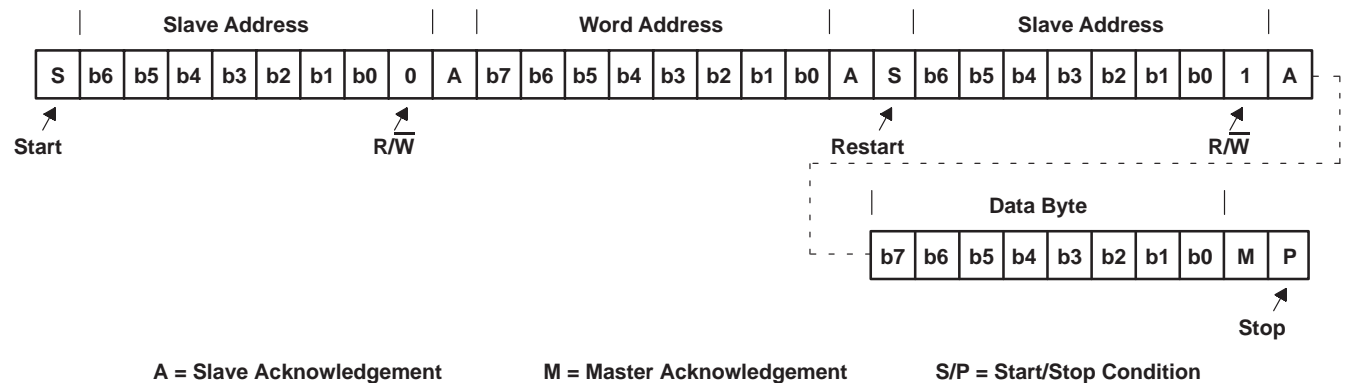 Slave Address Word Address Slave Address
S b6 b5 b4 b3 b2 b1 b0 0 A b7 b6 b5 b4 b3 b2 b1 b0 A S b6 b5 b4 b3 b2 b1 b0 1 A
Start R/W̅ Restart R/W̅
Data Byte
b7 b6 b5 b4 b3 b2 b1 b0 M P
Stop
A = Slave Acknowledgement M = Master Acknowledgement S/P = Start/Stop Condition